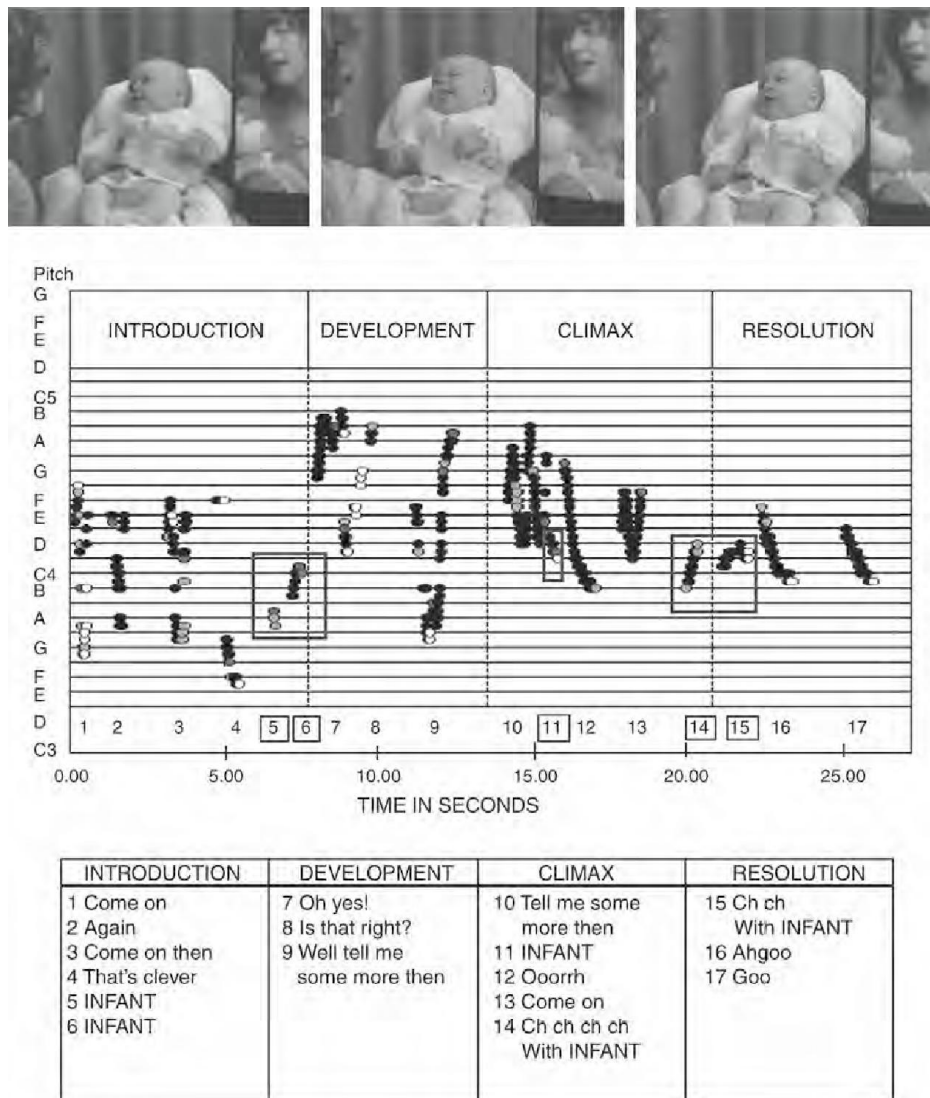 Pitch
G
F
E
D
C5
B
A
G
F
E
D
C4
B
A
G
F
E
D
C3
INTRODUCTION DEVELOPMENT CLIMAX RESOLUTION
1 2 3 4 5 6 7 8 9 10 11 12 13 14 15 16 17
0.00 5.00 10.00 15.00 20.00 25.00
TIME IN SECONDS
INTRODUCTION
1 Come on
2 Again
3 Come on then
4 That's clever
5 INFANT
6 INFANT
DEVELOPMENT
7 Oh yes!
8 Is that right?
9 Well tell me
some more then
CLIMAX
10 Tell me some
more then
11 INFANT
12 Ooorrh
13 Come on
14 Ch ch ch ch
With INFANT
RESOLUTION
15 Ch ch
With INFANT
16 Ahgoo
17 Goo